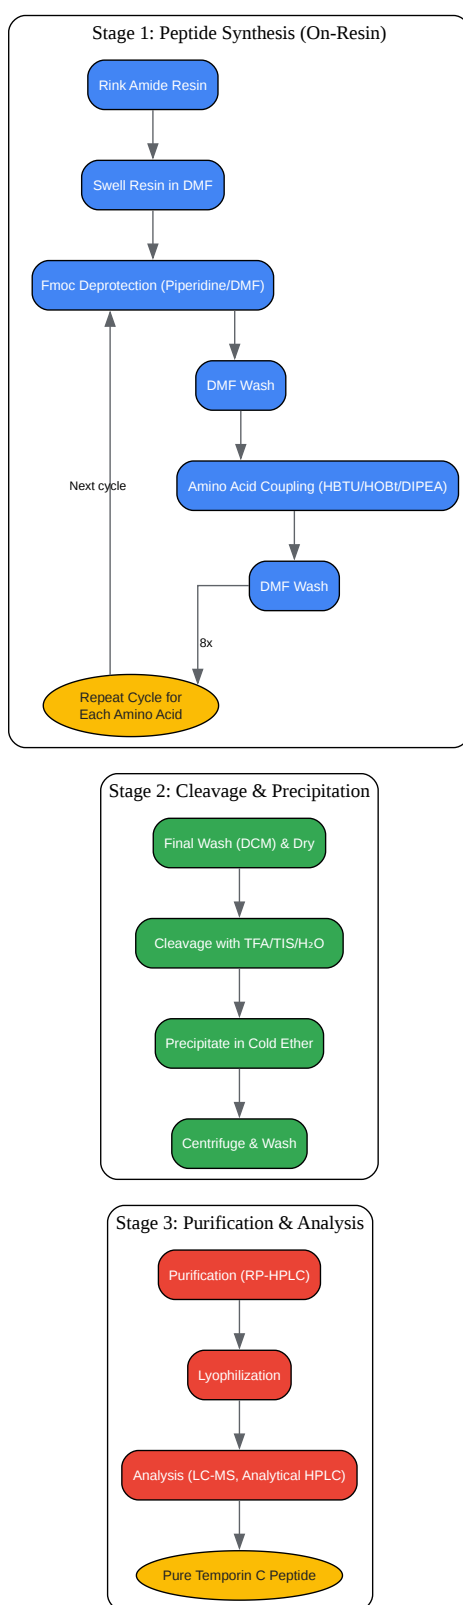 Stage 1: Peptide Synthesis (On-Resin)
Rink Amide Resin
Swell Resin in DMF
Fmoc Deprotection (Piperidine/DMF)
DMF Wash
Amino Acid Coupling (HBTU/HOBt/DIPEA)
Next cycle
DMF Wash
8x
Repeat Cycle for
Each Amino Acid
Stage 2: Cleavage & Precipitation
Final Wash (DCM) & Dry
Cleavage with TFA/TIS/H₂O
Precipitate in Cold Ether
Centrifuge & Wash
Stage 3: Purification & Analysis
Purification (RP-HPLC)
Lyophilization
Analysis (LC-MS, Analytical HPLC)
Pure Temporin C Peptide